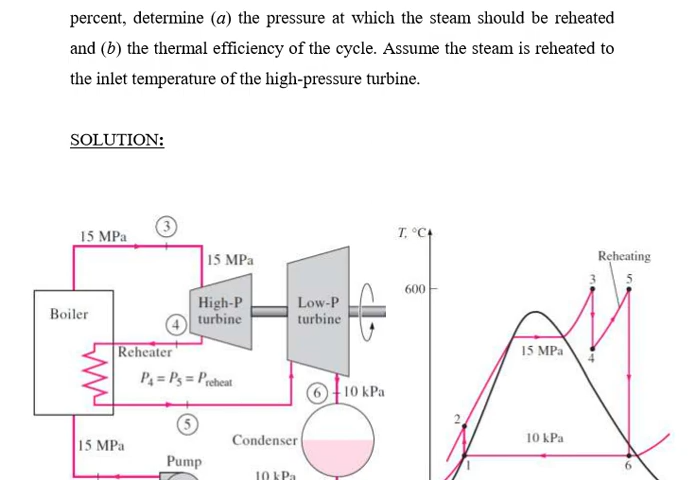 percent, determine (a) the pressure at which the steam should be reheated
and (b) the thermal efficiency of the cycle. Assume the steam is reheated to
the inlet temperature of the high-pressure turbine.
SOLUTION:
3
15 MPa
15 MPa
Boiler
High-P
turbine
Low-P
turbine
4
Reheater
P4 = P5 = Preheat
6
10 kPa
5
15 MPa
Condenser
Pump
10 kPa
T, °C
Reheating
3
5
600
15 MPa
4
2
10 kPa
1
6